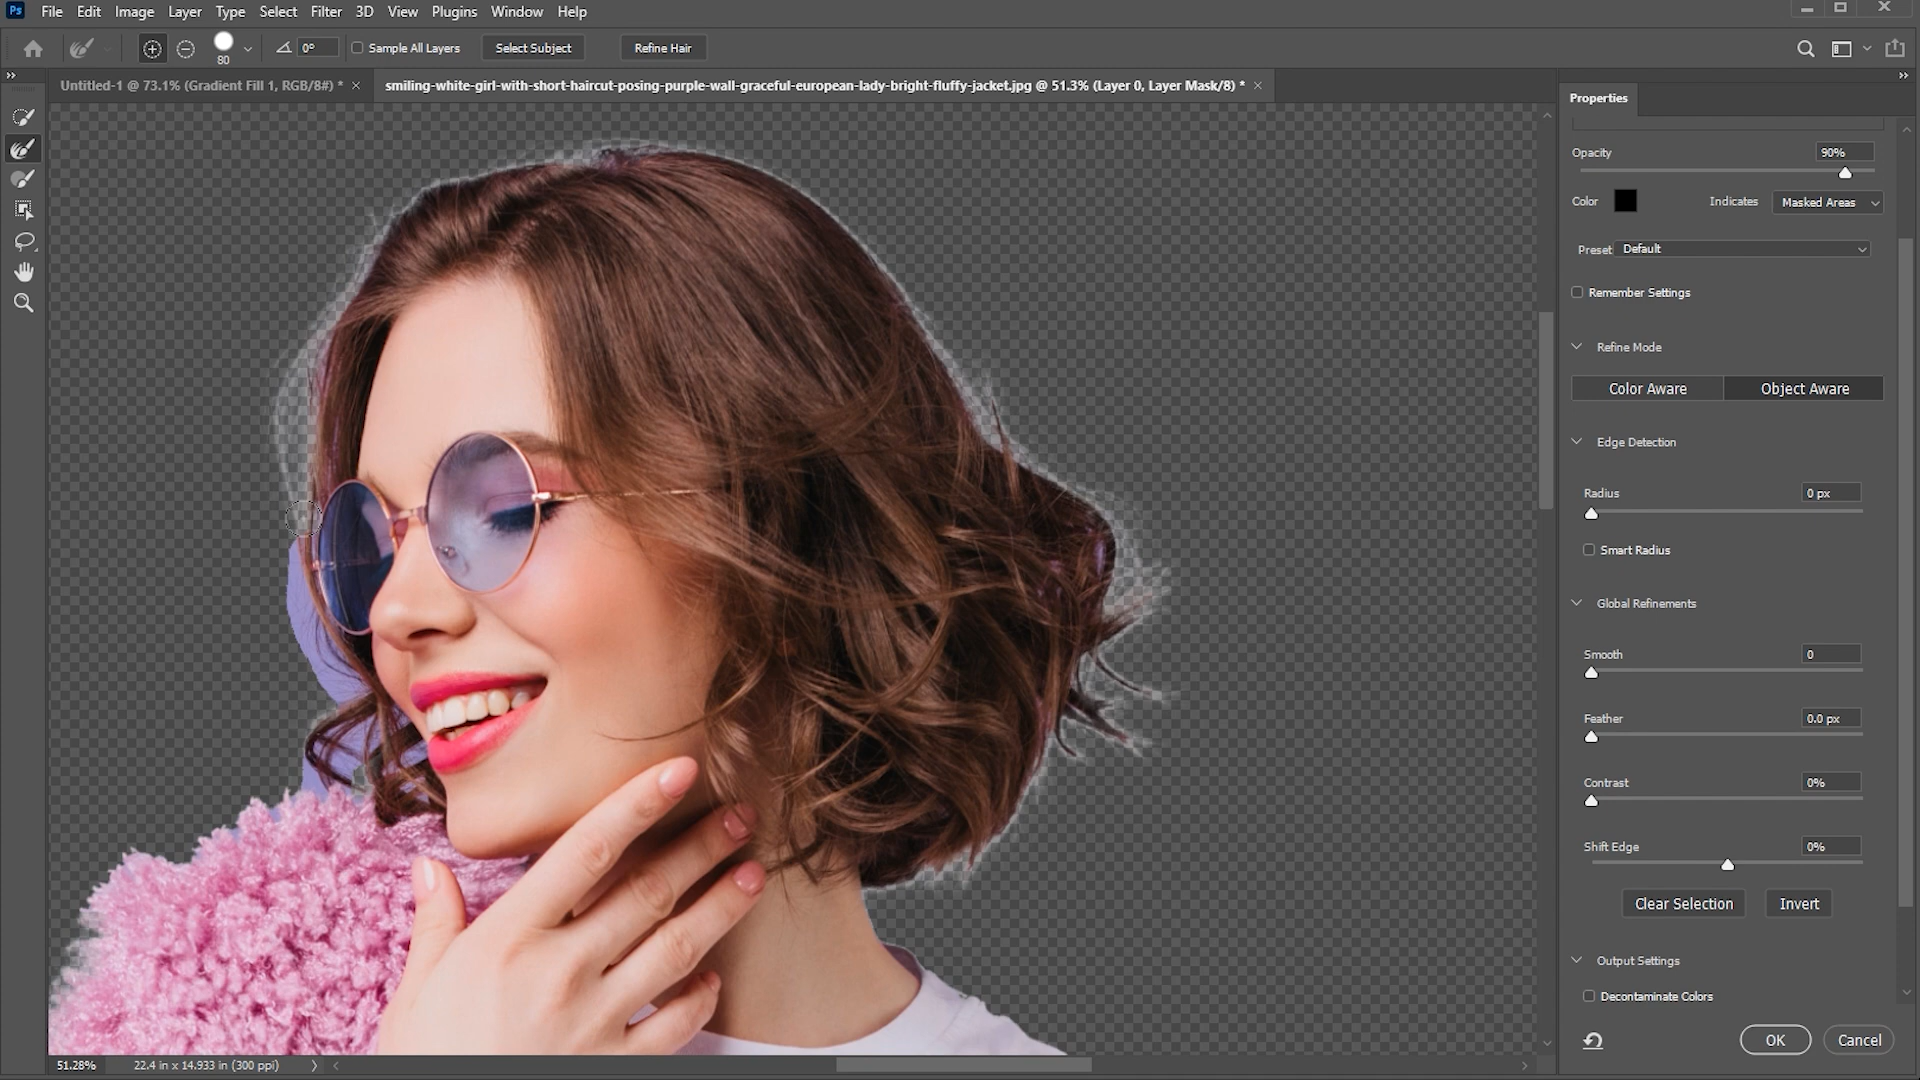 Ps File Edit Image Layer Type Select Filter 3D View Plugins Window Help
80 0° Sample All Layers Select Subject Refine Hair
Untitled-1 @ 73.1% (Gradient Fill 1, RGB/8#) * × smiling-white-girl-with-short-haircut-posing-purple-wall-graceful-european-lady-bright-fluffy-jacket.jpg @ 51.3% (Layer 0, Layer Mask/8) * ×
Properties
Opacity 90%
Color Indicates Masked Areas
Preset Default
Remember Settings
Refine Mode
Color Aware Object Aware
Edge Detection
Radius 0 px
Smart Radius
Global Refinements
Smooth 0
Feather 0.0 px
Contrast 0%
Shift Edge 0%
Clear Selection Invert
Output Settings
Decontaminate Colors
OK Cancel
51.28% 22.4 in x 14.933 in (300 ppi)